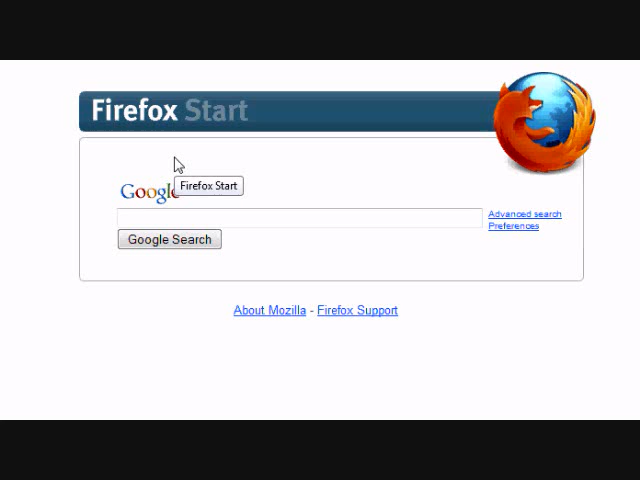 Firefox Start
Google
Firefox Start
Advanced search
Preferences
Google Search
About Mozilla - Firefox Support